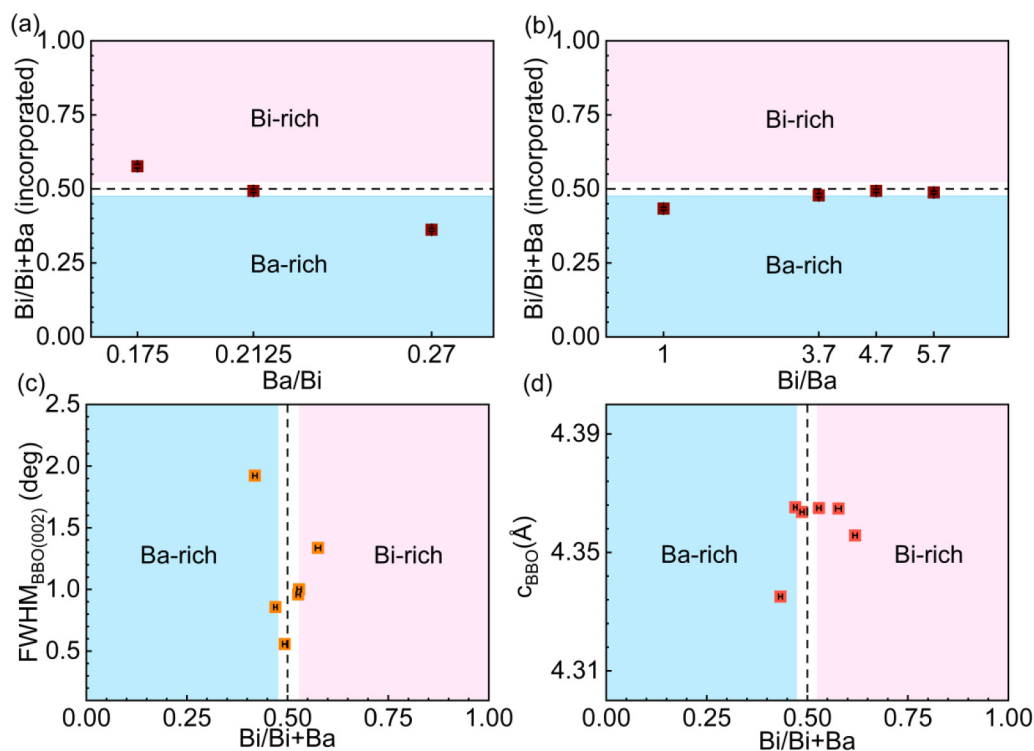 (a)
1.00
0.75
0.50
0.25
0.00
Bi/Bi+Ba (incorporated)
Bi-rich
Ba-rich
0.175
0.2125
0.27
Ba/Bi
(b)
1.00
0.75
0.50
0.25
0.00
Bi/Bi+Ba (incorporated)
Bi-rich
Ba-rich
1
3.7
4.7
5.7
Bi/Ba
(c)
2.5
2.0
1.5
1.0
0.5
FWHM_BBO(002) (deg)
Ba-rich
Bi-rich
0.00
0.25
0.50
0.75
1.00
Bi/Bi+Ba
(d)
4.39
4.35
4.31
c_BBO(Å)
Ba-rich
Bi-rich
0.00
0.25
0.50
0.75
1.00
Bi/Bi+Ba